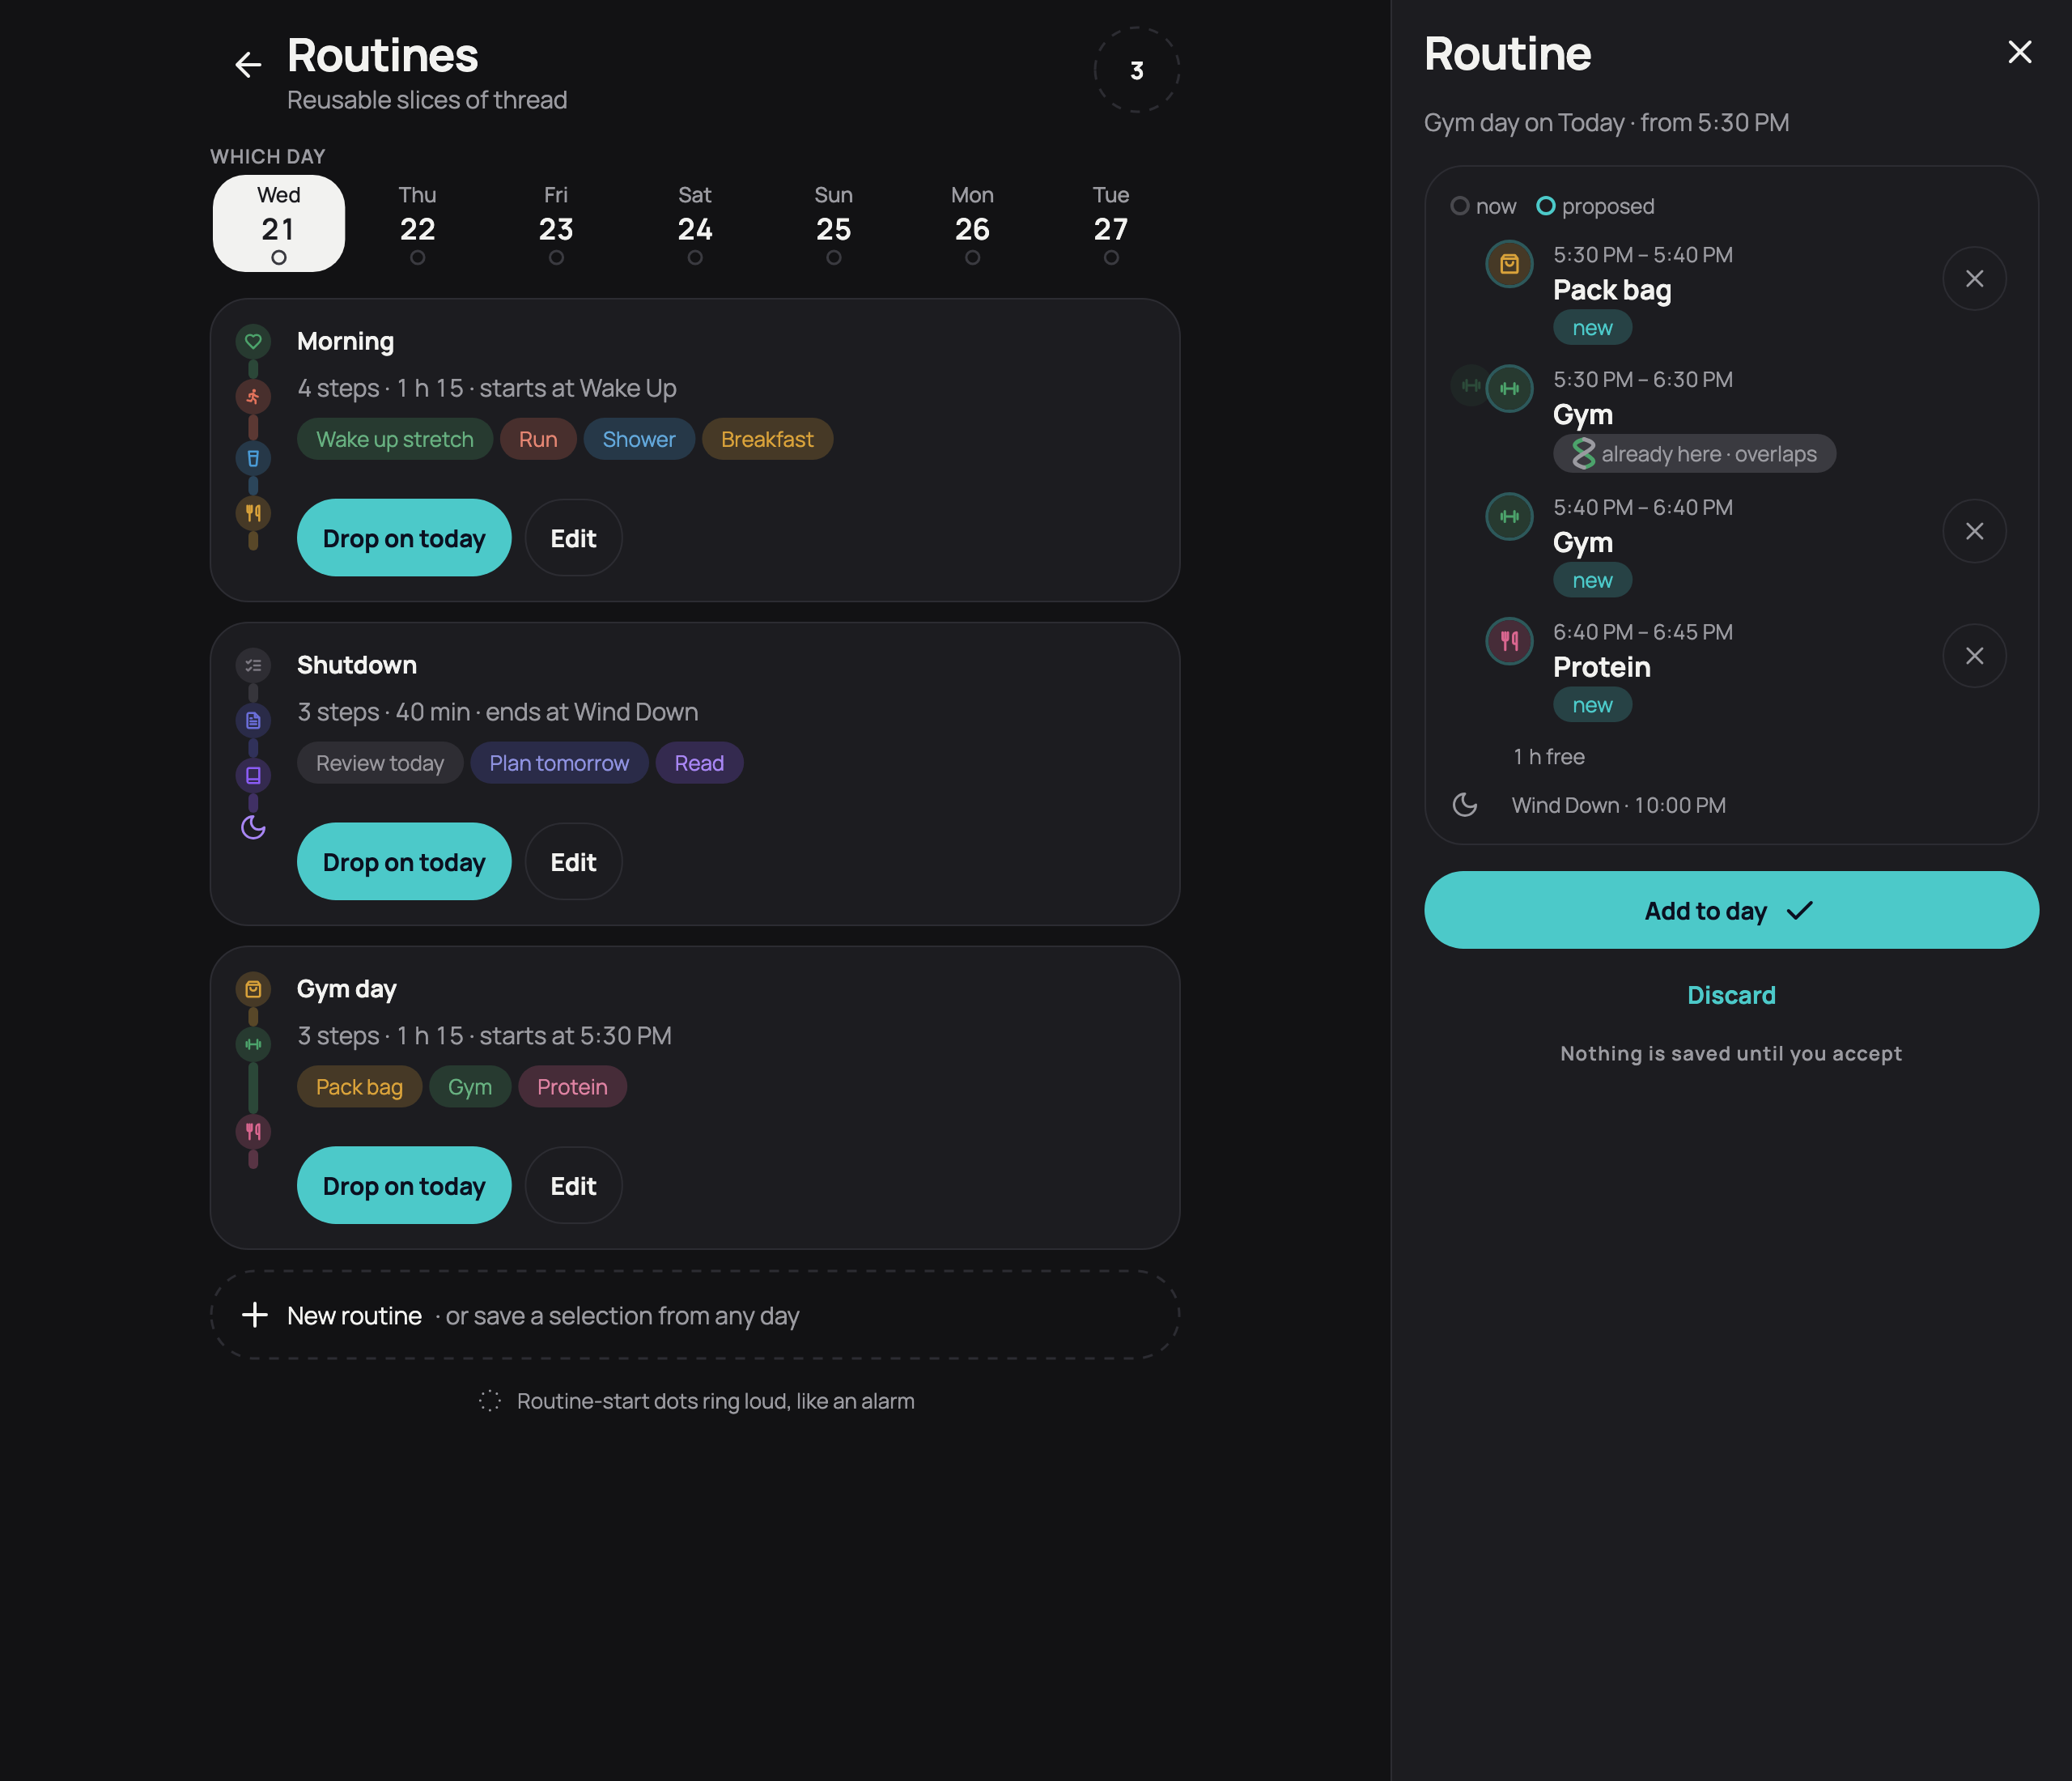 Routines
Reusable slices of thread
3
WHICH DAY
Wed Thu Fri Sat Sun Mon Tue
21 22 23 24 25 26 27
Morning
4 steps · 1 h 15 · starts at Wake Up
Wake up stretch Run Shower Breakfast
Drop on today Edit
Shutdown
3 steps · 40 min · ends at Wind Down
Review today Plan tomorrow Read
Drop on today Edit
Gym day
3 steps · 1 h 15 · starts at 5:30 PM
Pack bag Gym Protein
Drop on today Edit
New routine · or save a selection from any day
Routine-start dots ring loud, like an alarm
Routine
Gym day on Today · from 5:30 PM
now proposed
5:30 PM – 5:40 PM
Pack bag
new
5:30 PM – 6:30 PM
Gym
already here · overlaps
5:40 PM – 6:40 PM
Gym
new
6:40 PM – 6:45 PM
Protein
new
1 h free
Wind Down · 10:00 PM
Add to day
Discard
Nothing is saved until you accept